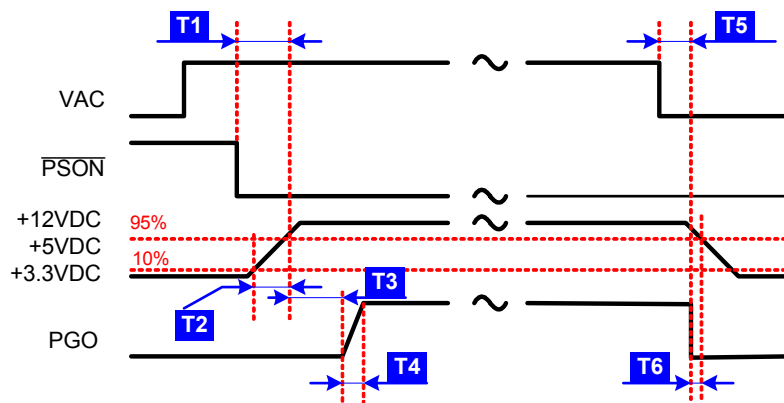 T1
T5
VAC
PSON
+12VDC
95%
+5VDC
10%
+3.3VDC
T3
T2
PGO
T4
T6